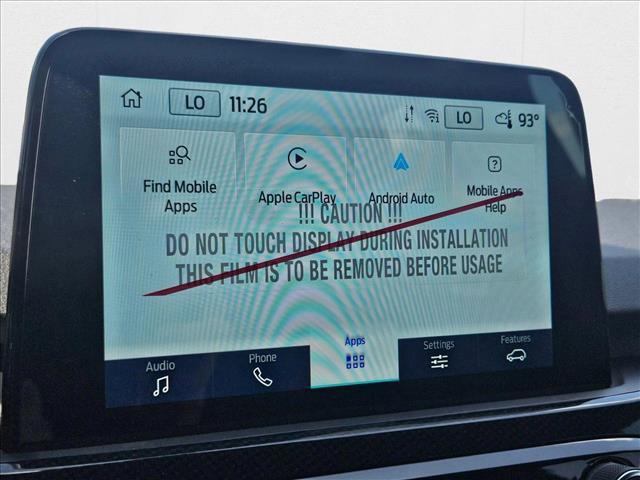 LO 11:26 LO 93°
Find Mobile
Apps
Apple CarPlay
Android Auto
Mobile Apps
Help
!!! CAUTION !!!
DO NOT TOUCH DISPLAY DURING INSTALLATION
THIS FILM IS TO BE REMOVED BEFORE USAGE
Audio
Phone
Apps
Settings
Features